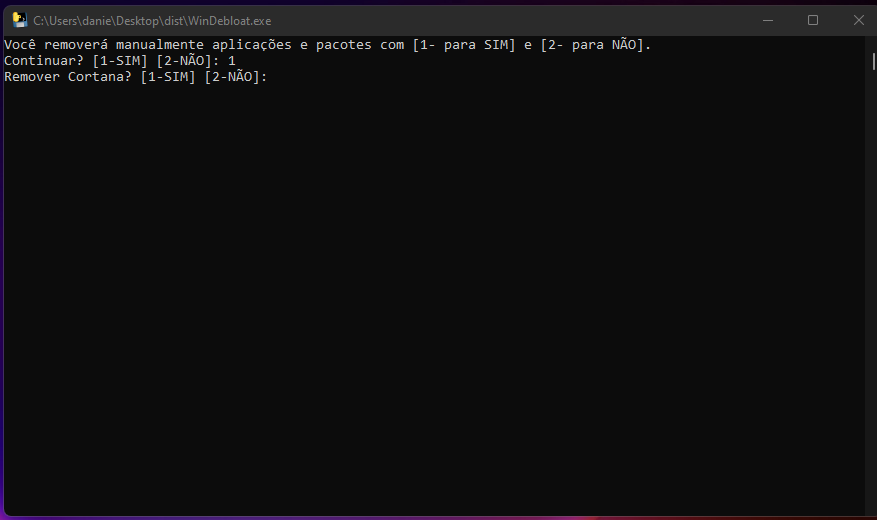 C:\Users\danie\Desktop\dist\WinDebloat.exe
Você removerá manualmente aplicações e pacotes com [1- para SIM] e [2- para NÃO].
Continuar? [1-SIM] [2-NÃO]: 1
Remover Cortana? [1-SIM] [2-NÃO]: